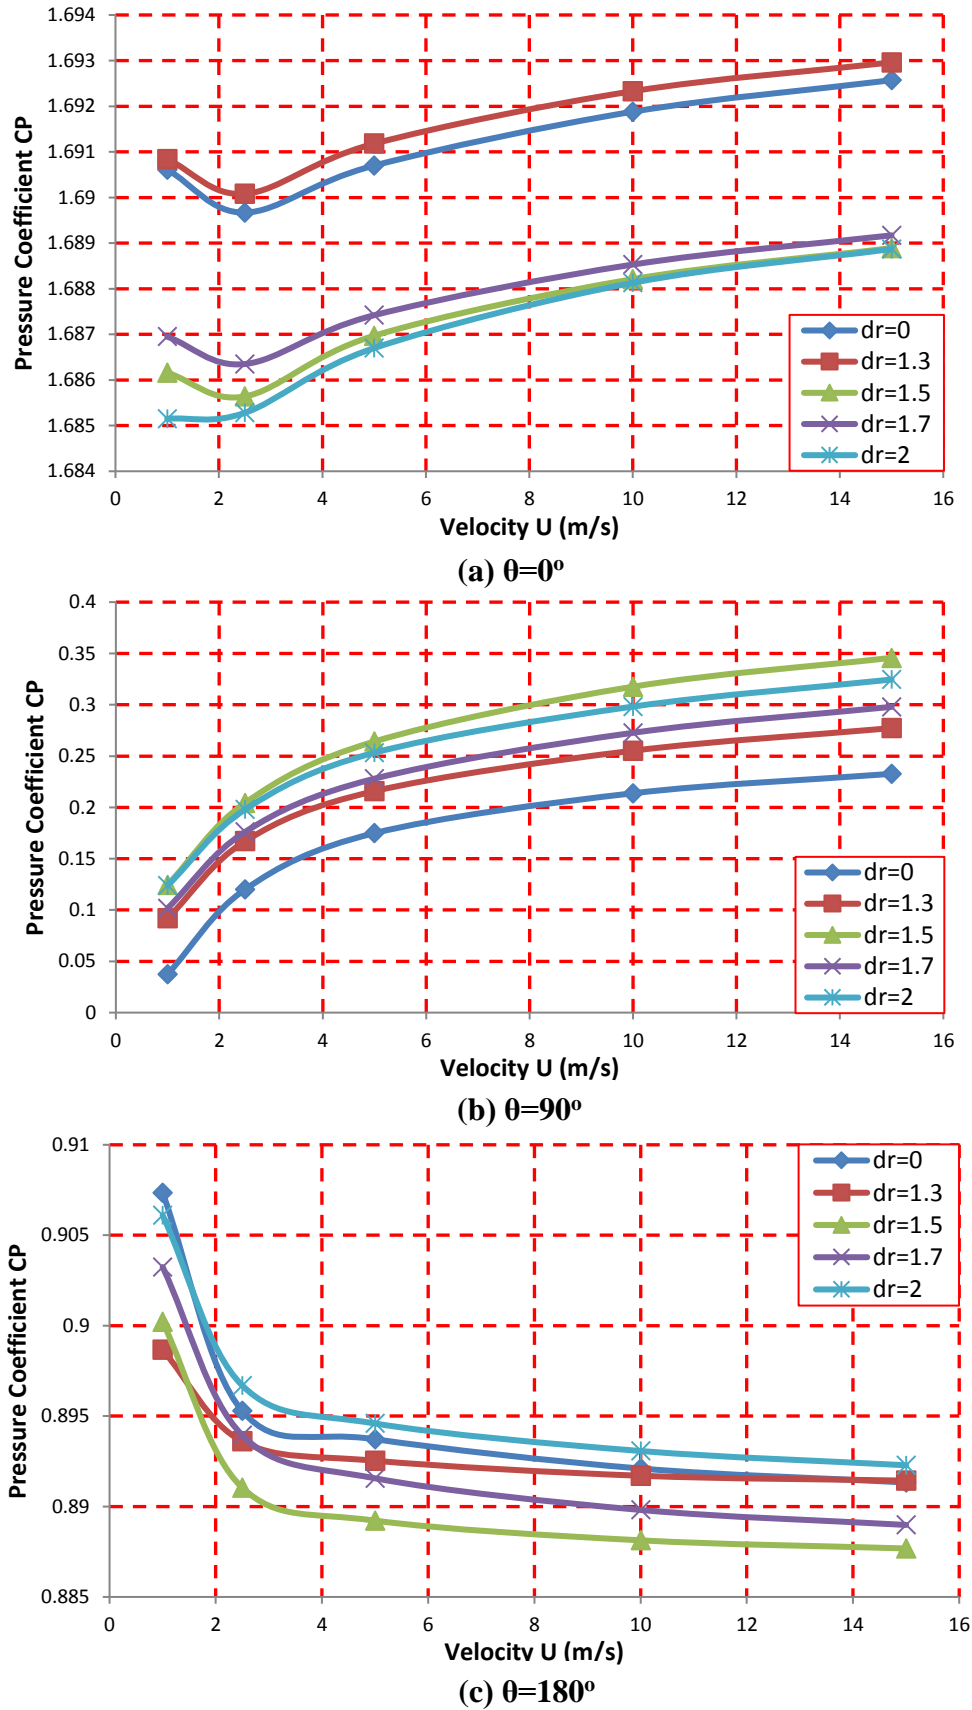 1.694
1.693
1.692
1.691
1.69
1.689
1.688
1.687
1.686
1.685
1.684
Pressure Coefficient CP
dr=0
dr=1.3
dr=1.5
dr=1.7
dr=2
0 2 4 6 8 10 12 14 16
Velocity U (m/s)
(a) θ=0º
0.4
0.35
0.3
0.25
0.2
0.15
0.1
0.05
0
Pressure Coefficient CP
dr=0
dr=1.3
dr=1.5
dr=1.7
dr=2
0 2 4 6 8 10 12 14 16
Velocity U (m/s)
(b) θ=90º
0.91
0.905
0.9
0.895
0.89
0.885
Pressure Coefficient CP
dr=0
dr=1.3
dr=1.5
dr=1.7
dr=2
0 2 4 6 8 10 12 14 16
Velocity U (m/s)
(c) θ=180º